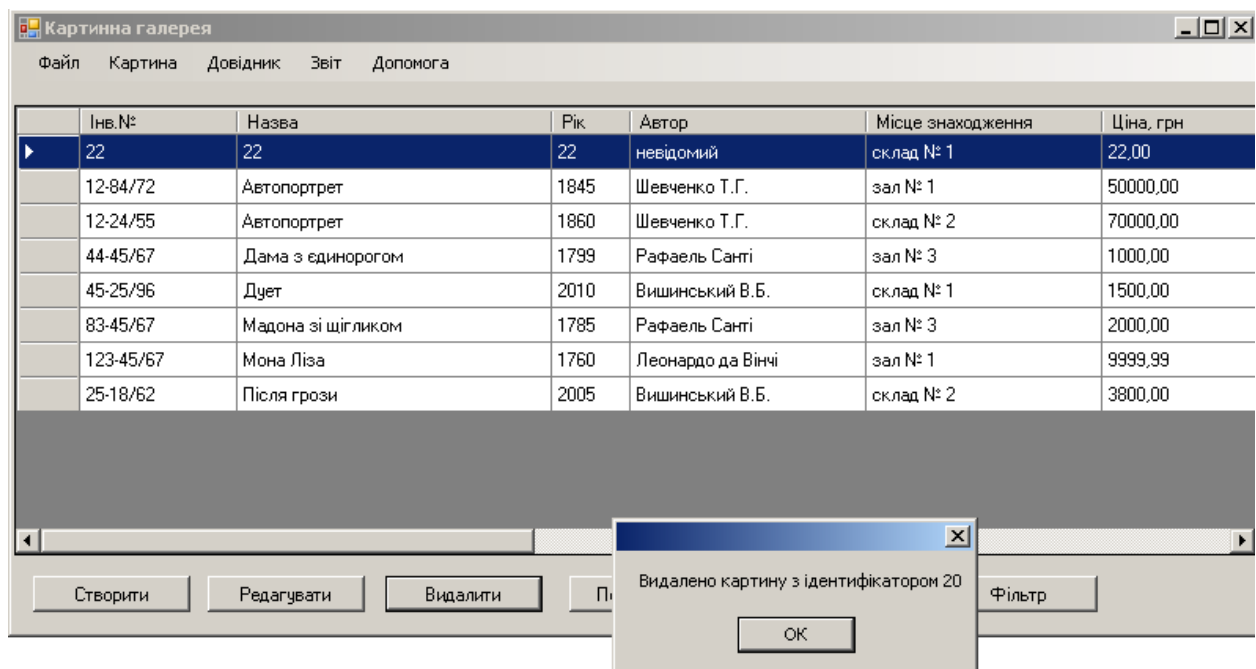 Картинна галерея
Файл Картина Довідник Звіт Допомога
Інв.№ Назва Рік Автор Місце знаходження Ціна, грн
22 22 22 невідомий склад № 1 22,00
12-84/72 Автопортрет 1845 Шевченко Т.Г. зал № 1 50000,00
12-24/55 Автопортрет 1860 Шевченко Т.Г. склад № 2 70000,00
44-45/67 Дама з єдинорогом 1799 Рафаель Санті зал № 3 1000,00
45-25/96 Дует 2010 Вишинський В.Б. склад № 1 1500,00
83-45/67 Мадона зі щігликом 1785 Рафаель Санті зал № 3 2000,00
123-45/67 Мона Ліза 1760 Леонардо да Вінчі зал № 1 9999,99
25-18/62 Після грози 2005 Вишинський В.Б. склад № 2 3800,00
Створити Редагувати Видалити Фільтр
Видалено картину з ідентифікатором 20
ОК